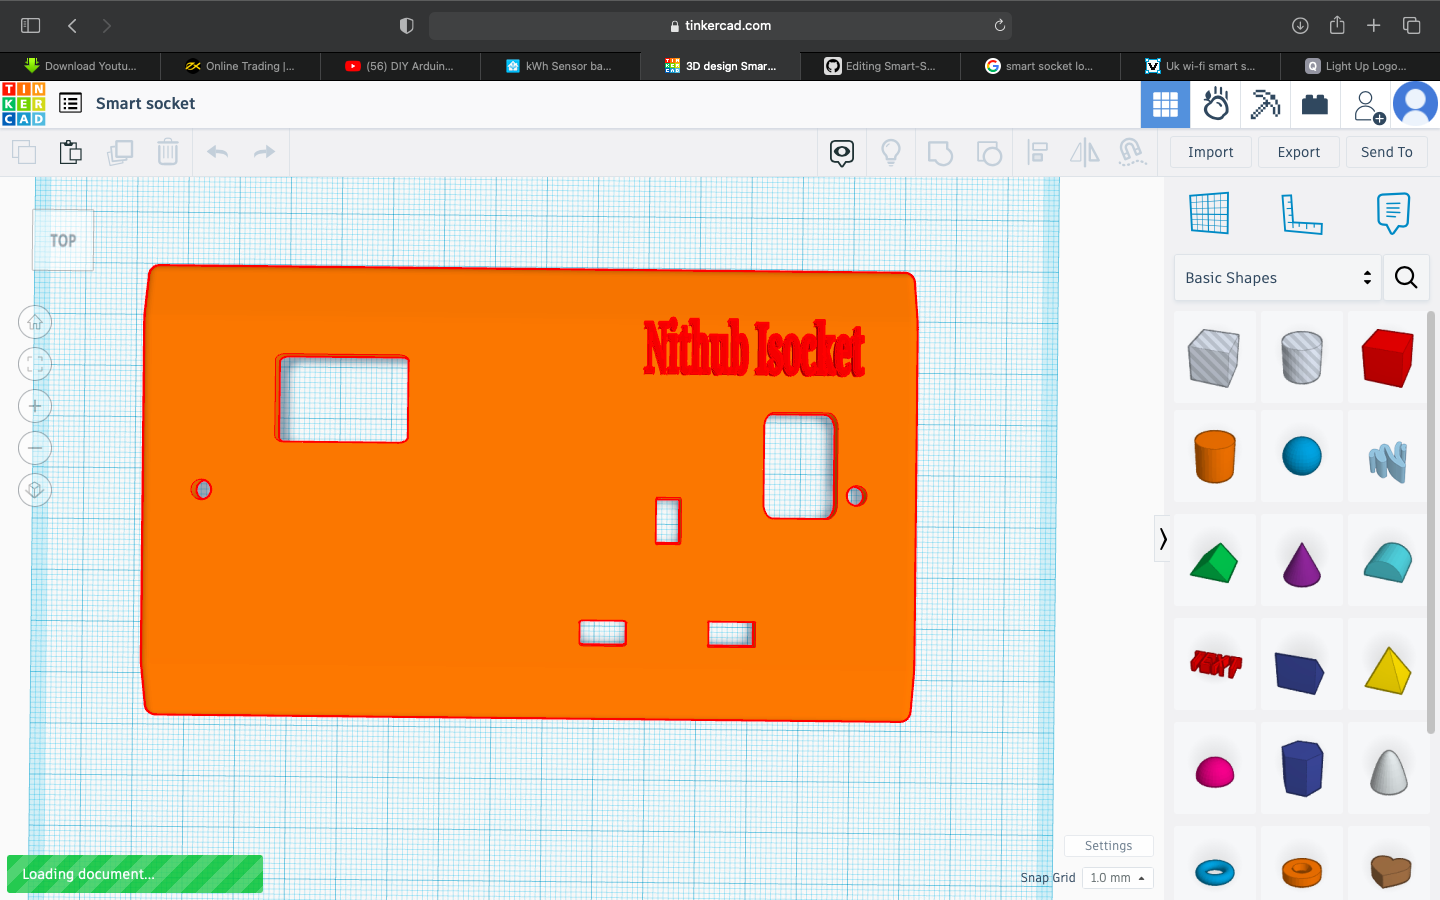 tinkercad.com
Download Youtu...
Online Trading |...
(56) DIY Arduin...
kWh Sensor ba...
3D design Smar...
Editing Smart-S...
smart socket lo...
Uk wi-fi smart s...
Light Up Logo...
TIN
KER
CAD
Smart socket
Import
Export
Send To
TOP
Nithub Isocket
Basic Shapes
TEXT
Settings
Snap Grid
1.0 mm
Loading document...